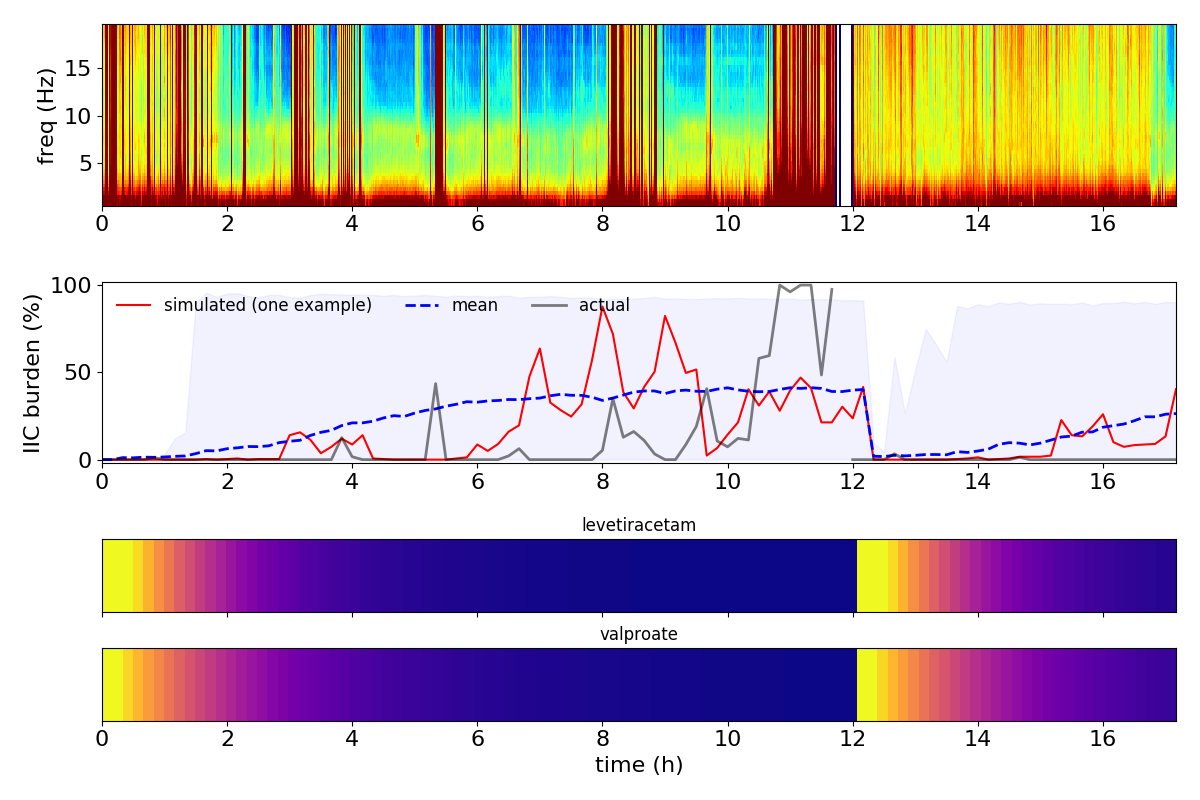 15
10
5
freq (Hz)
0 2 4 6 8 10 12 14 16
100
50
0
IIC burden (%)
simulated (one example) mean actual
0 2 4 6 8 10 12 14 16
levetiracetam
valproate
0 2 4 6 8 10 12 14 16
time (h)